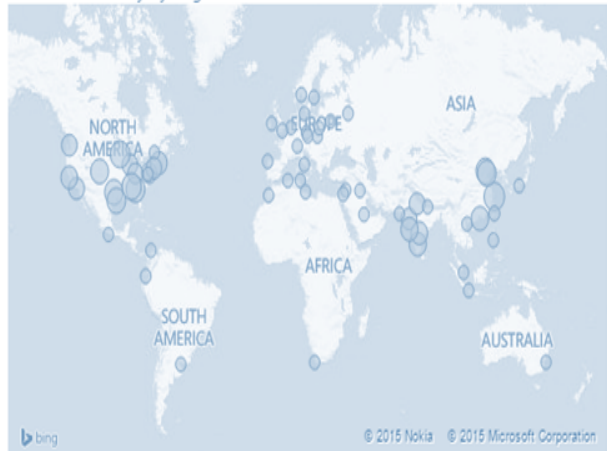 ASIA
NORTH
AMERICA
EUROPE
AFRICA
SOUTH
AMERICA
AUSTRALIA
bing
© 2015 Nokia © 2015 Microsoft Corporation